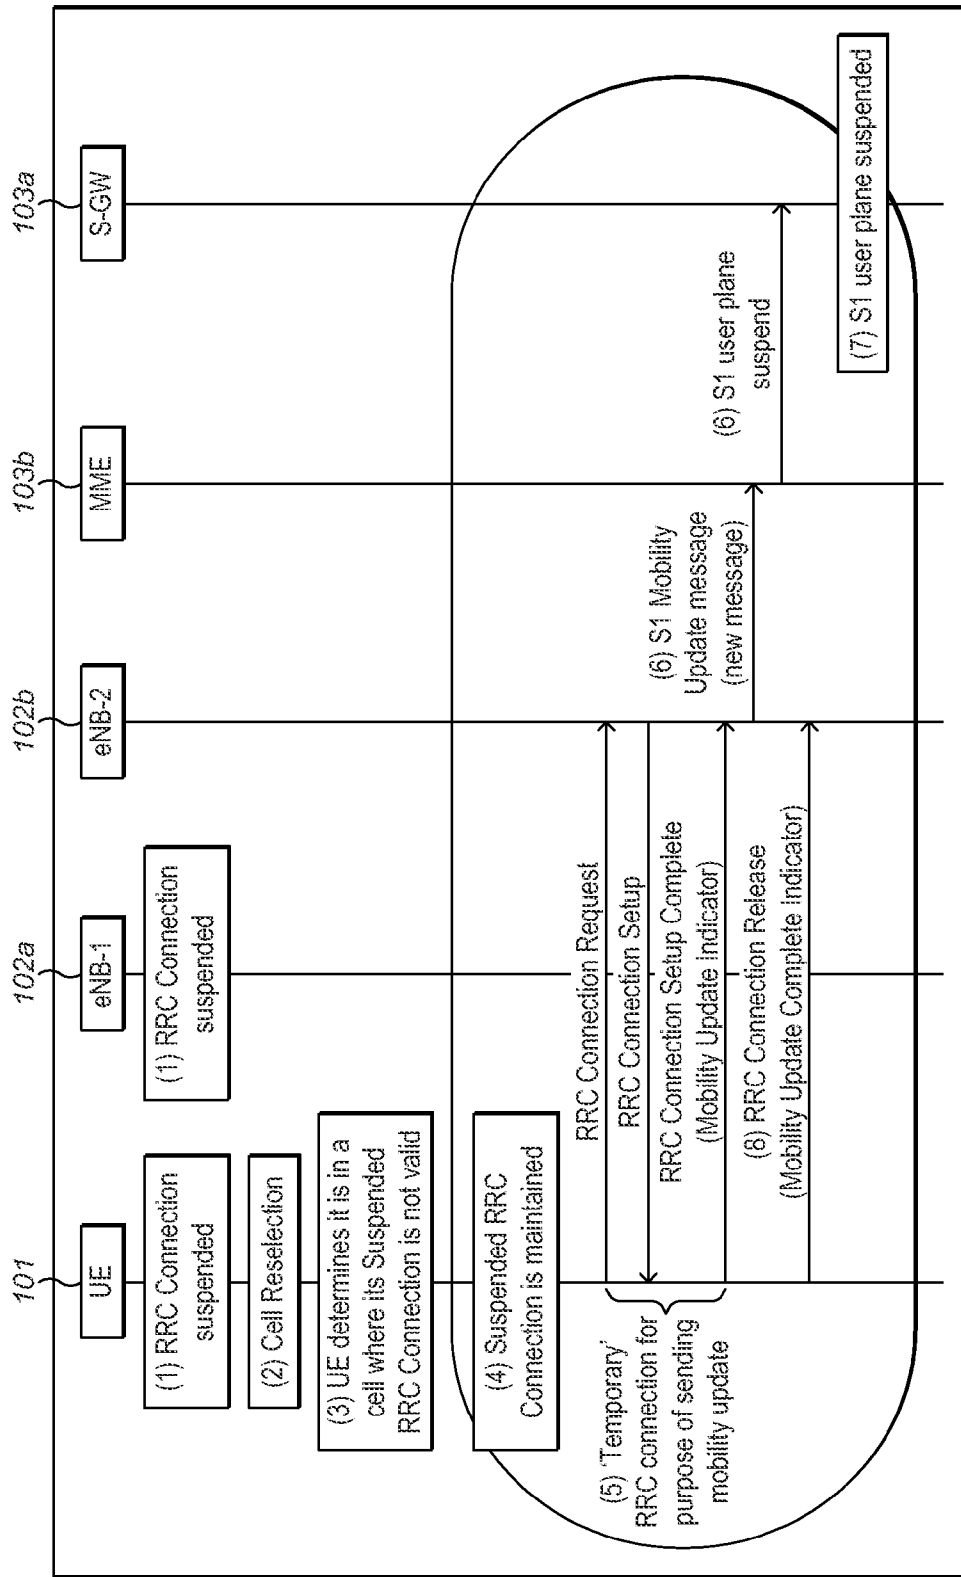 101
102a
102b
103b
103a
UE
eNB-1
eNB-2
MME
S-GW
(1) RRC Connection
suspended
(1) RRC Connection
suspended
(2) Cell Reselection
(3) UE determines it is in a
cell where its Suspended
RRC Connection is not valid
(4) Suspended RRC
Connection is maintained
(5) 'Temporary'
RRC connection for
purpose of sending
mobility update
RRC Connection Request
RRC Connection Setup
RRC Connection Setup Complete
(Mobility Update Indicator)
(6) S1 Mobility
Update message
(new message)
(6) S1 user plane
suspend
(8) RRC Connection Release
(Mobility Update Complete Indicator)
(7) S1 user plane suspended